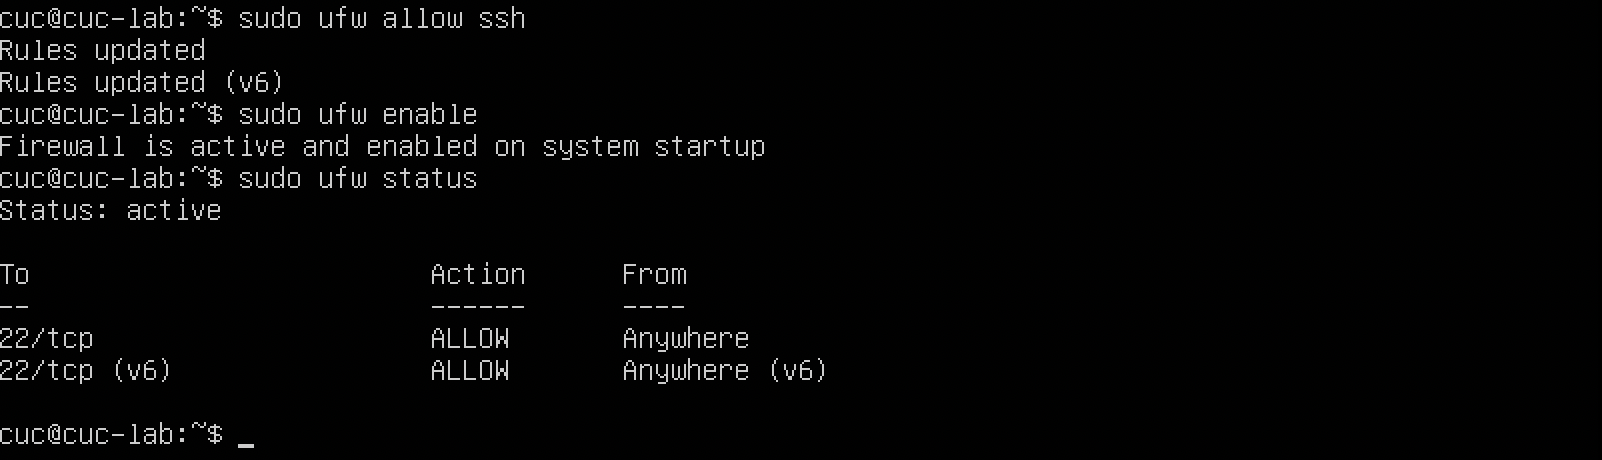 cuc@cuc-lab:~$ sudo ufw allow ssh
Rules updated
Rules updated (v6)
cuc@cuc-lab:~$ sudo ufw enable
Firewall is active and enabled on system startup
cuc@cuc-lab:~$ sudo ufw status
Status: active

To                         Action      From
--                         ------      ----
22/tcp                     ALLOW       Anywhere
22/tcp (v6)                ALLOW       Anywhere (v6)

cuc@cuc-lab:~$ _